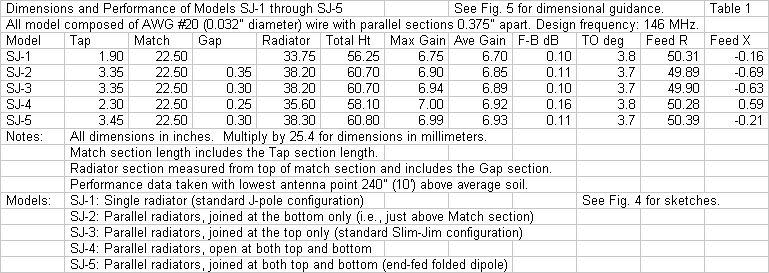 Dimensions and Performance of Models SJ-1 through SJ-5 See Fig. 5 for dimensional guidance. Table 1
All model composed of AWG #20 (0.032" diameter) wire with parallel sections 0.375" apart. Design frequency: 146 MHz.
Model Tap Match Gap Radiator Total Ht Max Gain Ave Gain F-B dB TO deg Feed R Feed X
SJ-1 1.90 22.50 33.75 56.25 6.75 6.70 0.10 3.8 50.31 -0.16
SJ-2 3.35 22.50 0.35 38.20 60.70 6.90 6.85 0.11 3.7 49.89 -0.69
SJ-3 3.35 22.50 0.30 38.20 60.70 6.94 6.89 0.10 3.7 49.90 -0.63
SJ-4 2.30 22.50 0.25 35.60 58.10 7.00 6.92 0.16 3.8 50.28 0.59
SJ-5 3.45 22.50 0.30 38.30 60.80 6.99 6.93 0.11 3.7 50.39 -0.21
Notes: All dimensions in inches. Multiply by 25.4 for dimensions in millimeters.
Match section length includes the Tap section length.
Radiator section measured from top of match section and includes the Gap section.
Performance data taken with lowest antenna point 240" (10') above average soil.
Models: SJ-1: Single radiator (standard J-pole configuration) See Fig. 4 for sketches.
SJ-2: Parallel radiators, joined at the bottom only (i.e., just above Match section)
SJ-3: Parallel radiators, joined at the top only (standard Slim-Jim configuration)
SJ-4: Parallel radiators, open at both top and bottom
SJ-5: Parallel radiators, joined at both top and bottom (end-fed folded dipole)